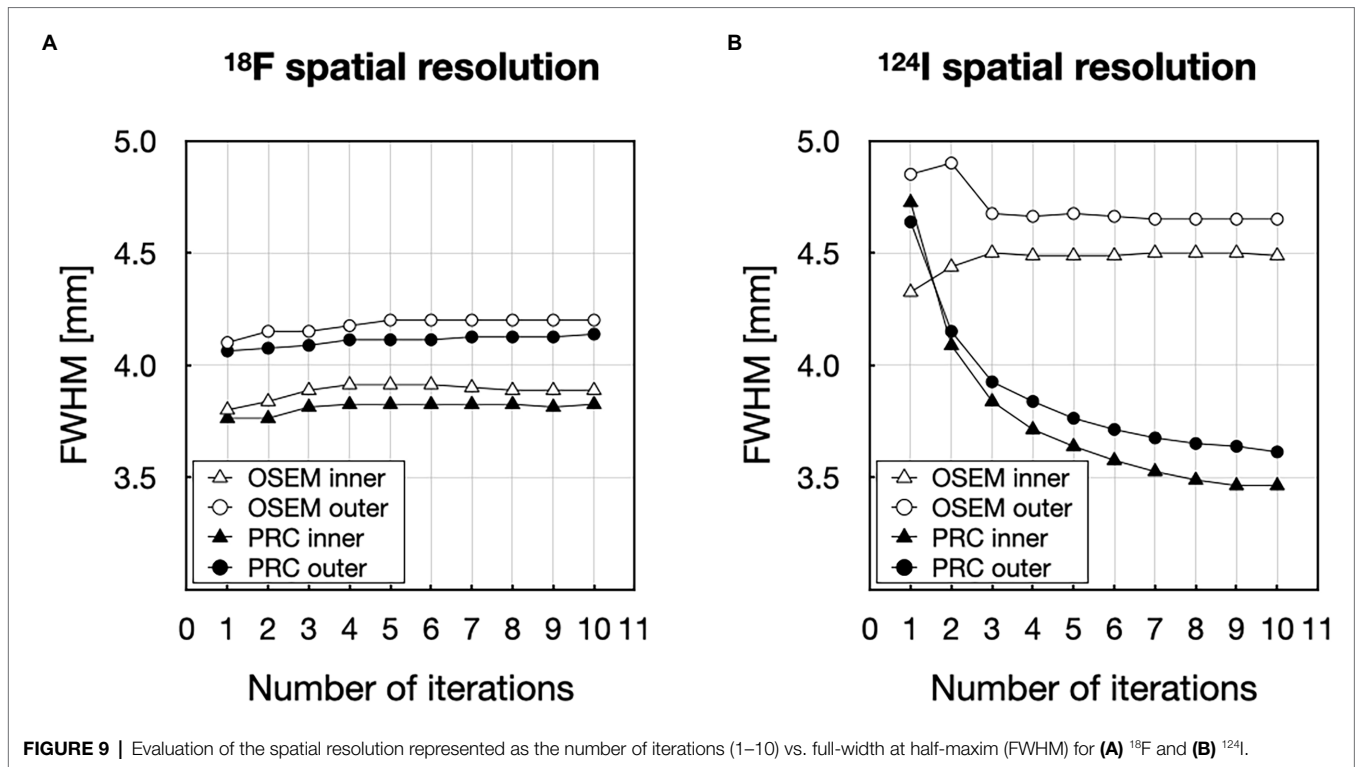 A
¹⁸F spatial resolution
5.0
4.5
4.0
3.5
FWHM [mm]
OSEM inner
OSEM outer
PRC inner
PRC outer
0 1 2 3 4 5 6 7 8 9 10 11
Number of iterations
B
¹²⁴I spatial resolution
5.0
4.5
4.0
3.5
FWHM [mm]
OSEM inner
OSEM outer
PRC inner
PRC outer
0 1 2 3 4 5 6 7 8 9 10 11
Number of iterations
FIGURE 9 | Evaluation of the spatial resolution represented as the number of iterations (1–10) vs. full-width at half-maxim (FWHM) for (A) ¹⁸F and (B) ¹²⁴I.